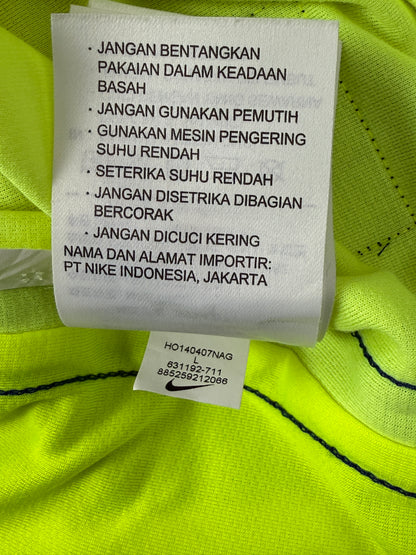 · JANGAN BENTANGKAN
PAKAIAN DALAM KEADAAN
BASAH
· JANGAN GUNAKAN PEMUTIH
· GUNAKAN MESIN PENGERING
SUHU RENDAH
· SETERIKA SUHU RENDAH
· JANGAN DISETRIKA DIBAGIAN
BERCORAK
· JANGAN DICUCI KERING
NAMA DAN ALAMAT IMPORTIR:
PT NIKE INDONESIA, JAKARTA
HO140407NAG
L
631192-711
885259212066